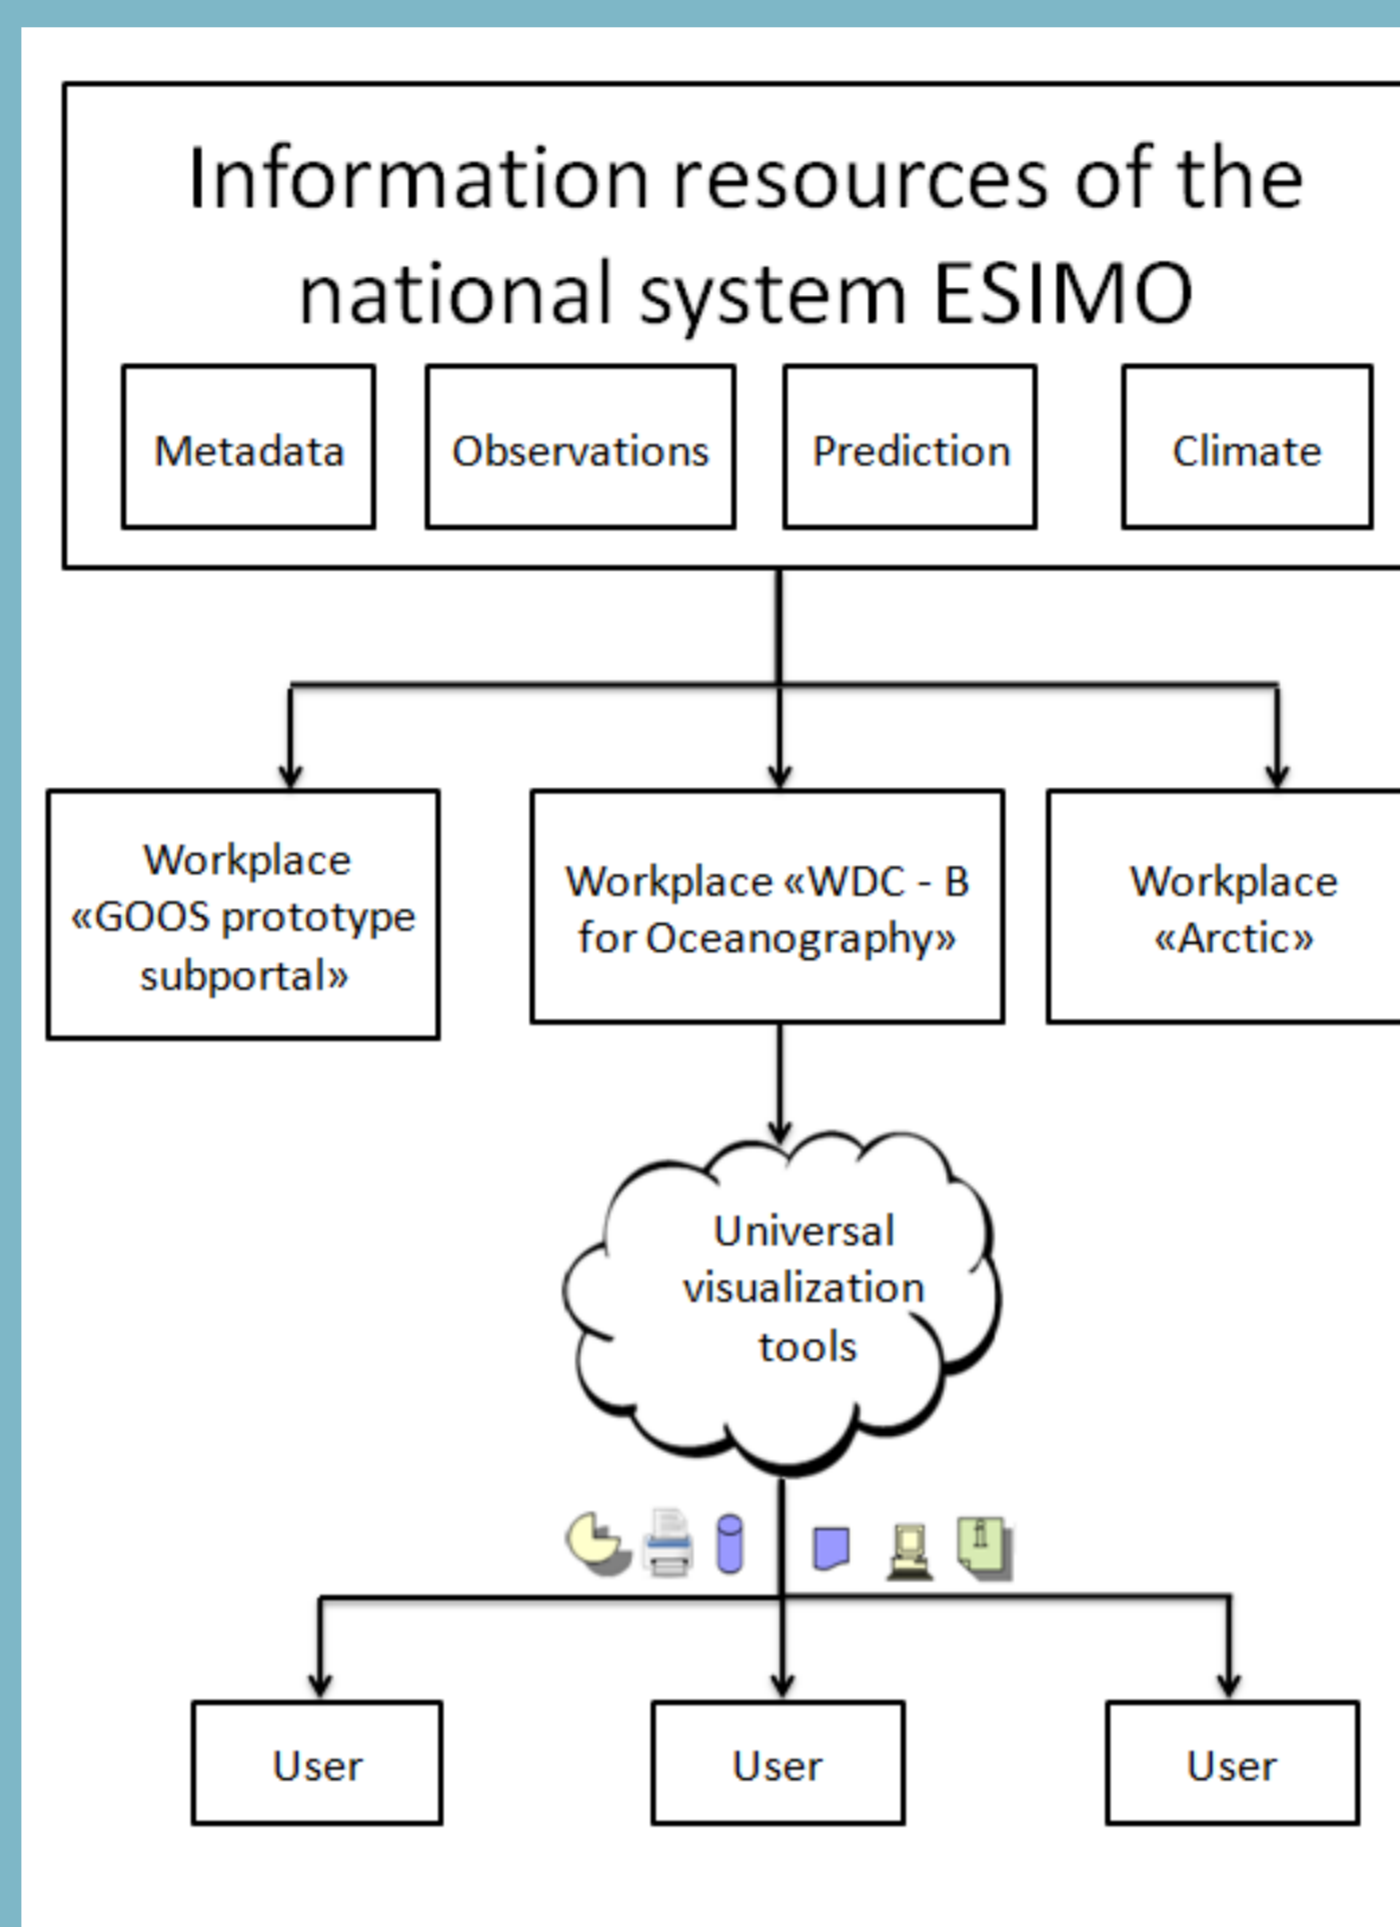 Information resources of the
national system ESIMO
Metadata
Observations
Prediction
Climate
Workplace
«GOOS prototype
subportal»
Workplace «WDC - B
for Oceanography»
Workplace
«Arctic»
Universal
visualization
tools
User
User
User